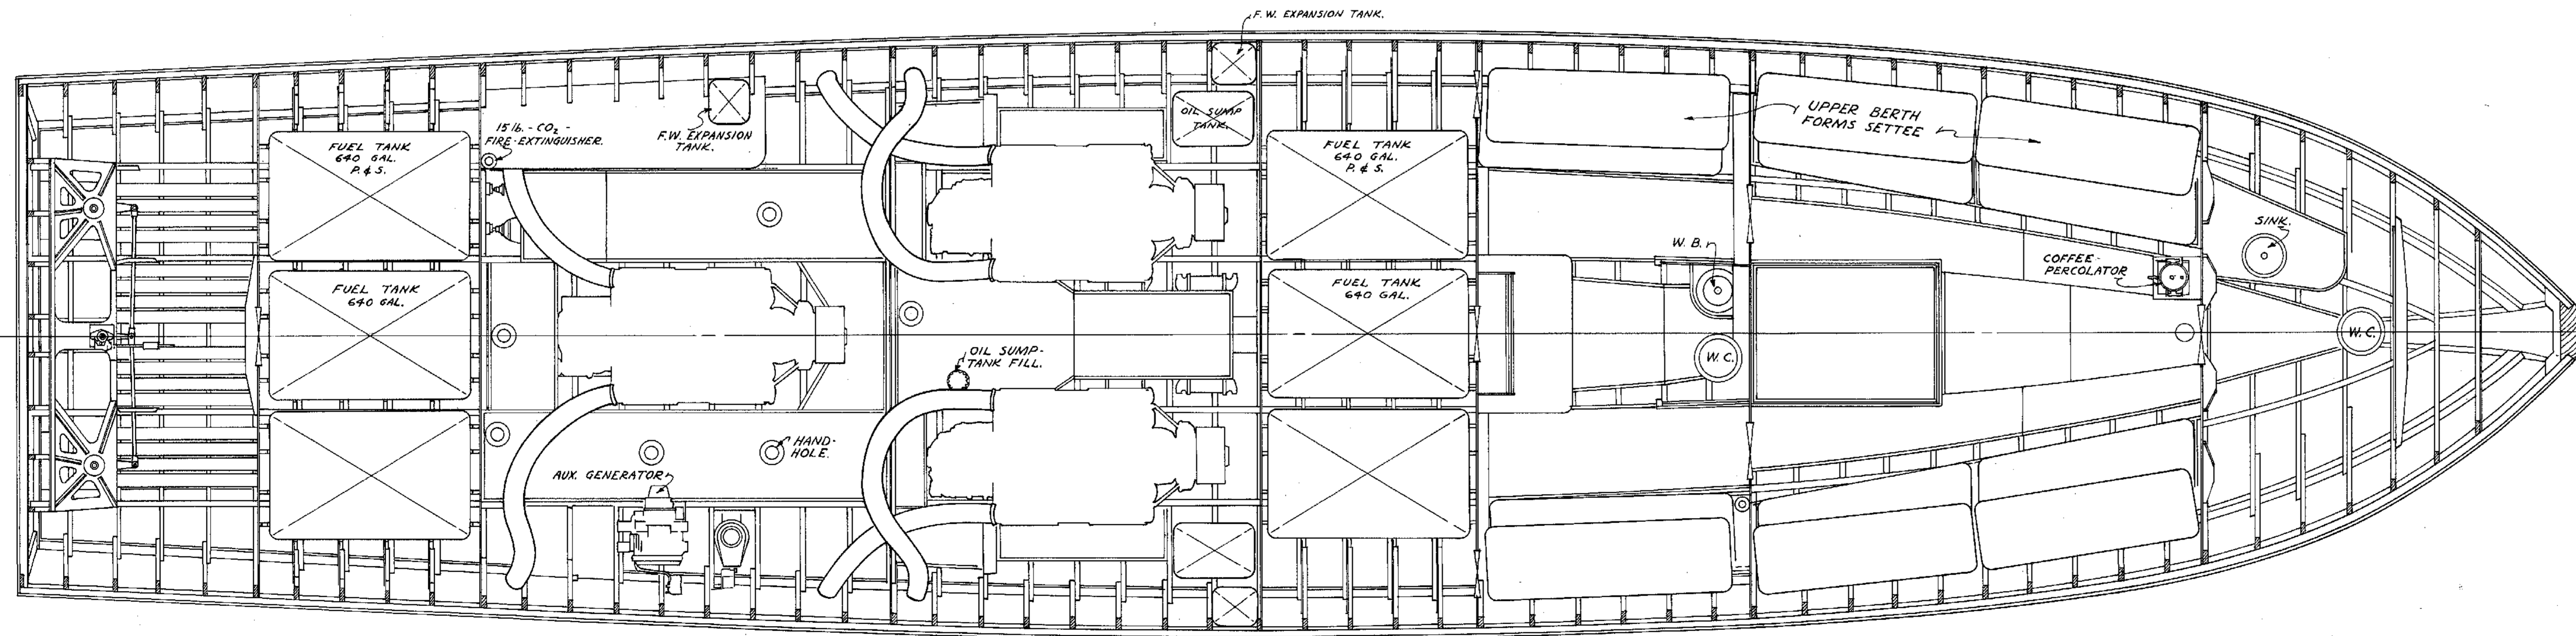 F. W. EXPANSION TANK.
15 lb. - CO₂ -
FIRE-EXTINGUISHER.
F.W. EXPANSION
TANK.
OIL SUMP
TANK.
UPPER BERTH
FORMS SETTEE
FUEL TANK
640 GAL.
P. & S.
FUEL TANK
640 GAL.
P. & S.
SINK.
W. B.
COFFEE-
PERCOLATOR
FUEL TANK
640 GAL.
FUEL TANK
640 GAL.
W.C.
OIL SUMP-
TANK FILL.
W.C.
HAND-
HOLE.
AUX. GENERATOR